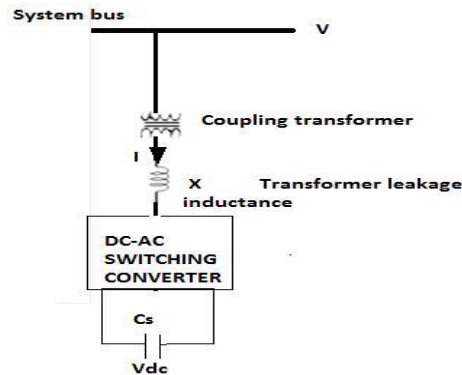 System bus
V
Coupling transformer
I
X Transformer leakage
inductance
DC-AC
SWITCHING
CONVERTER
Cs
Vdc